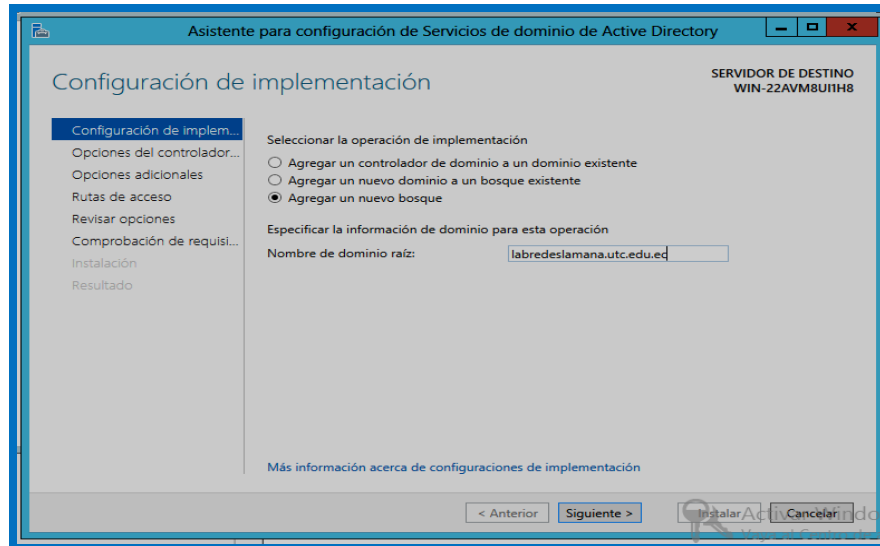 Asistente para configuración de Servicios de dominio de Active Directory
Configuración de implementación
SERVIDOR DE DESTINO
WIN-22AVM8UI1H8
Configuración de implem...
Opciones del controlador...
Opciones adicionales
Rutas de acceso
Revisar opciones
Comprobación de requisi...
Instalación
Resultado
Seleccionar la operación de implementación
Agregar un controlador de dominio a un dominio existente
Agregar un nuevo dominio a un bosque existente
Agregar un nuevo bosque
Especificar la información de dominio para esta operación
Nombre de dominio raíz: labredeslamana.utc.edu.ec
Más información acerca de configuraciones de implementación
< Anterior Siguiente > Instalar Cancelar